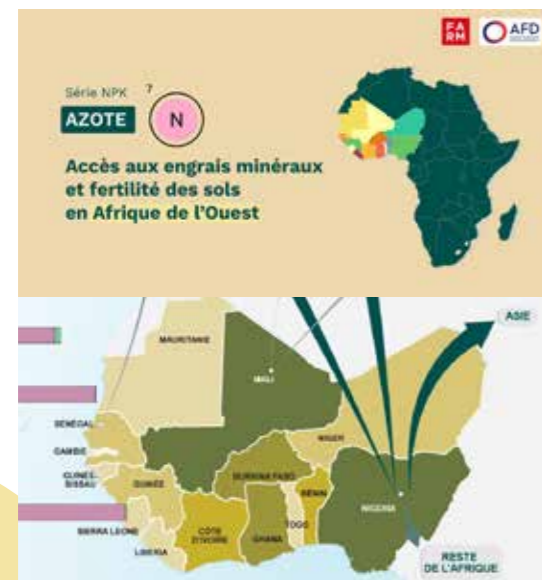 FA
RM
AFD
Série NPK
7
AZOTE
N
Accès aux engrais minéraux
et fertilité des sols
en Afrique de l'Ouest
ASIE
MAURITANIE
MALI
SÉNÉGAL
NIGER
GAMBIE
GUINÉE-
BISSAU
GUINÉE
BURKINA FASO
BÉNIN
NIGERIA
SIERRA LEONE
CÔTE
D'IVOIRE
GHANA
TOGO
LIBERIA
RESTE
DE L'AFRIQUE